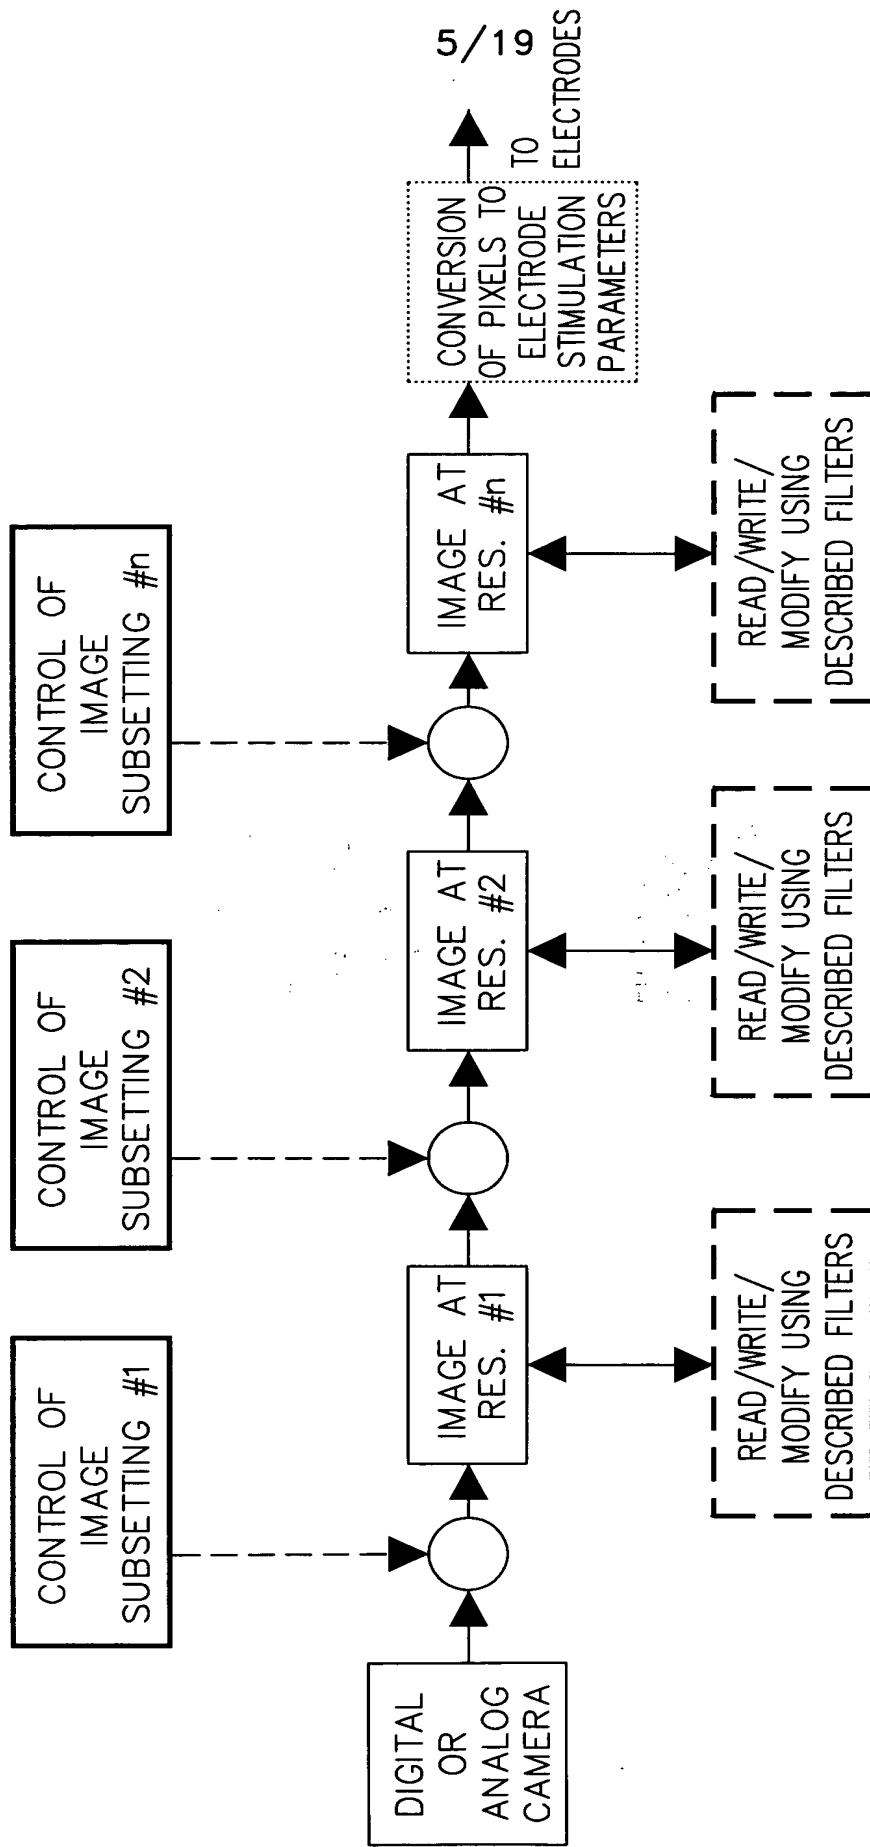 5/19
CONTROL OF
IMAGE
SUBSETTING #1
CONTROL OF
IMAGE
SUBSETTING #2
CONTROL OF
IMAGE
SUBSETTING #n
DIGITAL
OR
ANALOG
CAMERA
IMAGE AT
RES. #1
IMAGE AT
RES. #2
IMAGE AT
RES. #n
CONVERSION
OF PIXELS TO
ELECTRODE
STIMULATION
PARAMETERS
TO
ELECTRODES
READ/WRITE/
MODIFY USING
DESCRIBED FILTERS
READ/WRITE/
MODIFY USING
DESCRIBED FILTERS
READ/WRITE/
MODIFY USING
DESCRIBED FILTERS